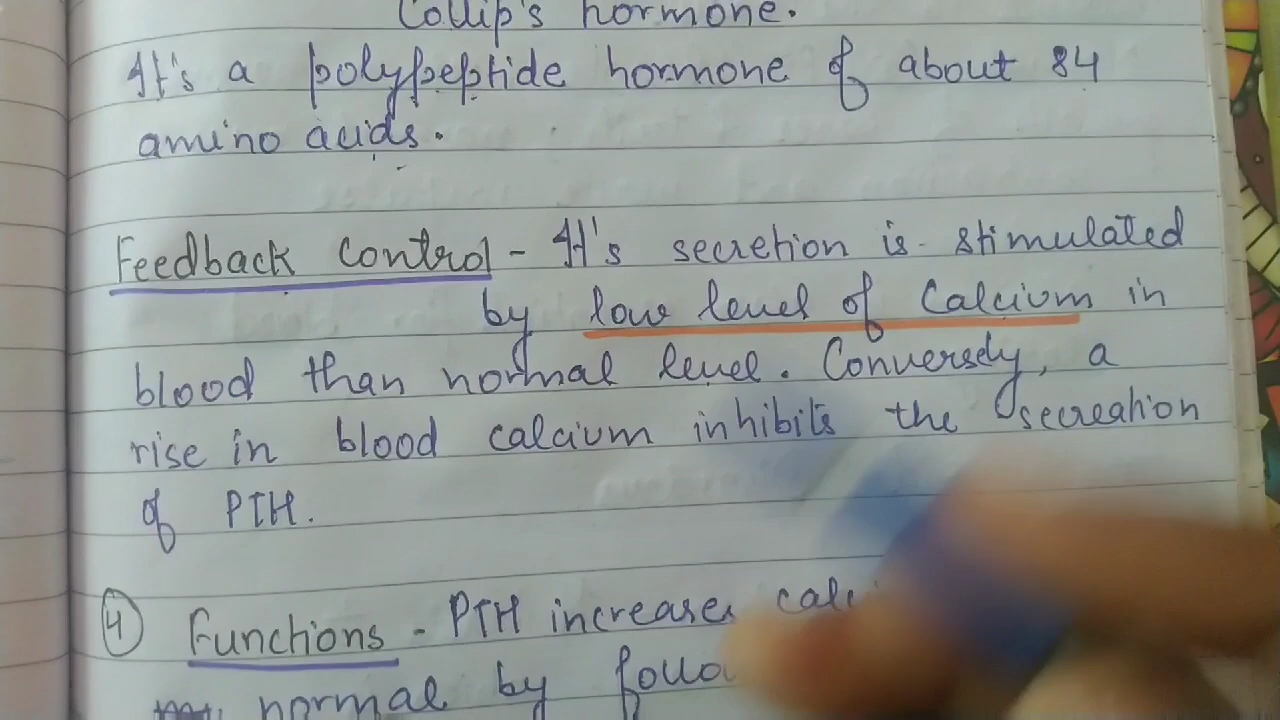 Collip's hormone.
It's a polypeptide hormone of about 84
amino acids.
Feedback control - It's secretion is stimulated
by low level of Calcium in
blood than normal level. Conversely, a
rise in blood calcium inhibits the secreation
of PTH.
4 Functions - PTH increases
normal by